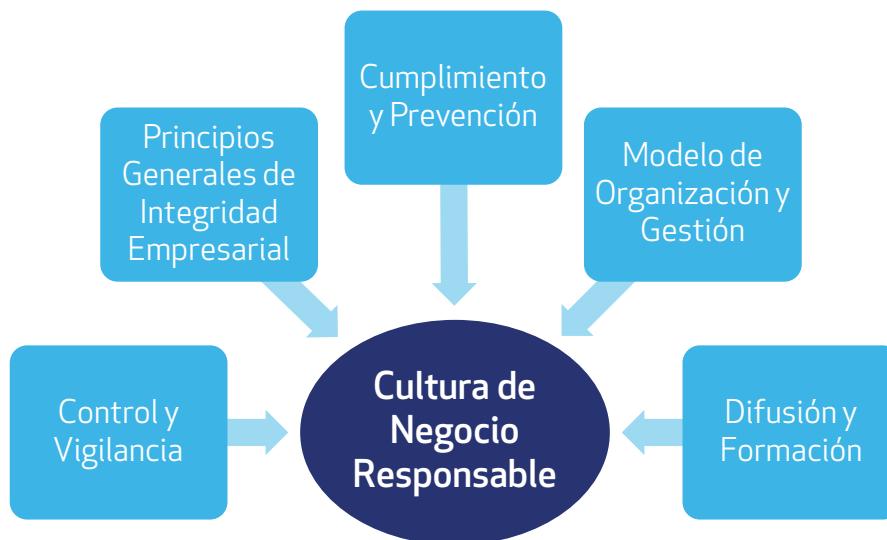 Cumplimiento
y Prevención
Principios
Generales de
Integridad
Empresarial
Modelo de
Organización y
Gestión
Control y
Vigilancia
Cultura de
Negocio
Responsable
Difusión y
Formación